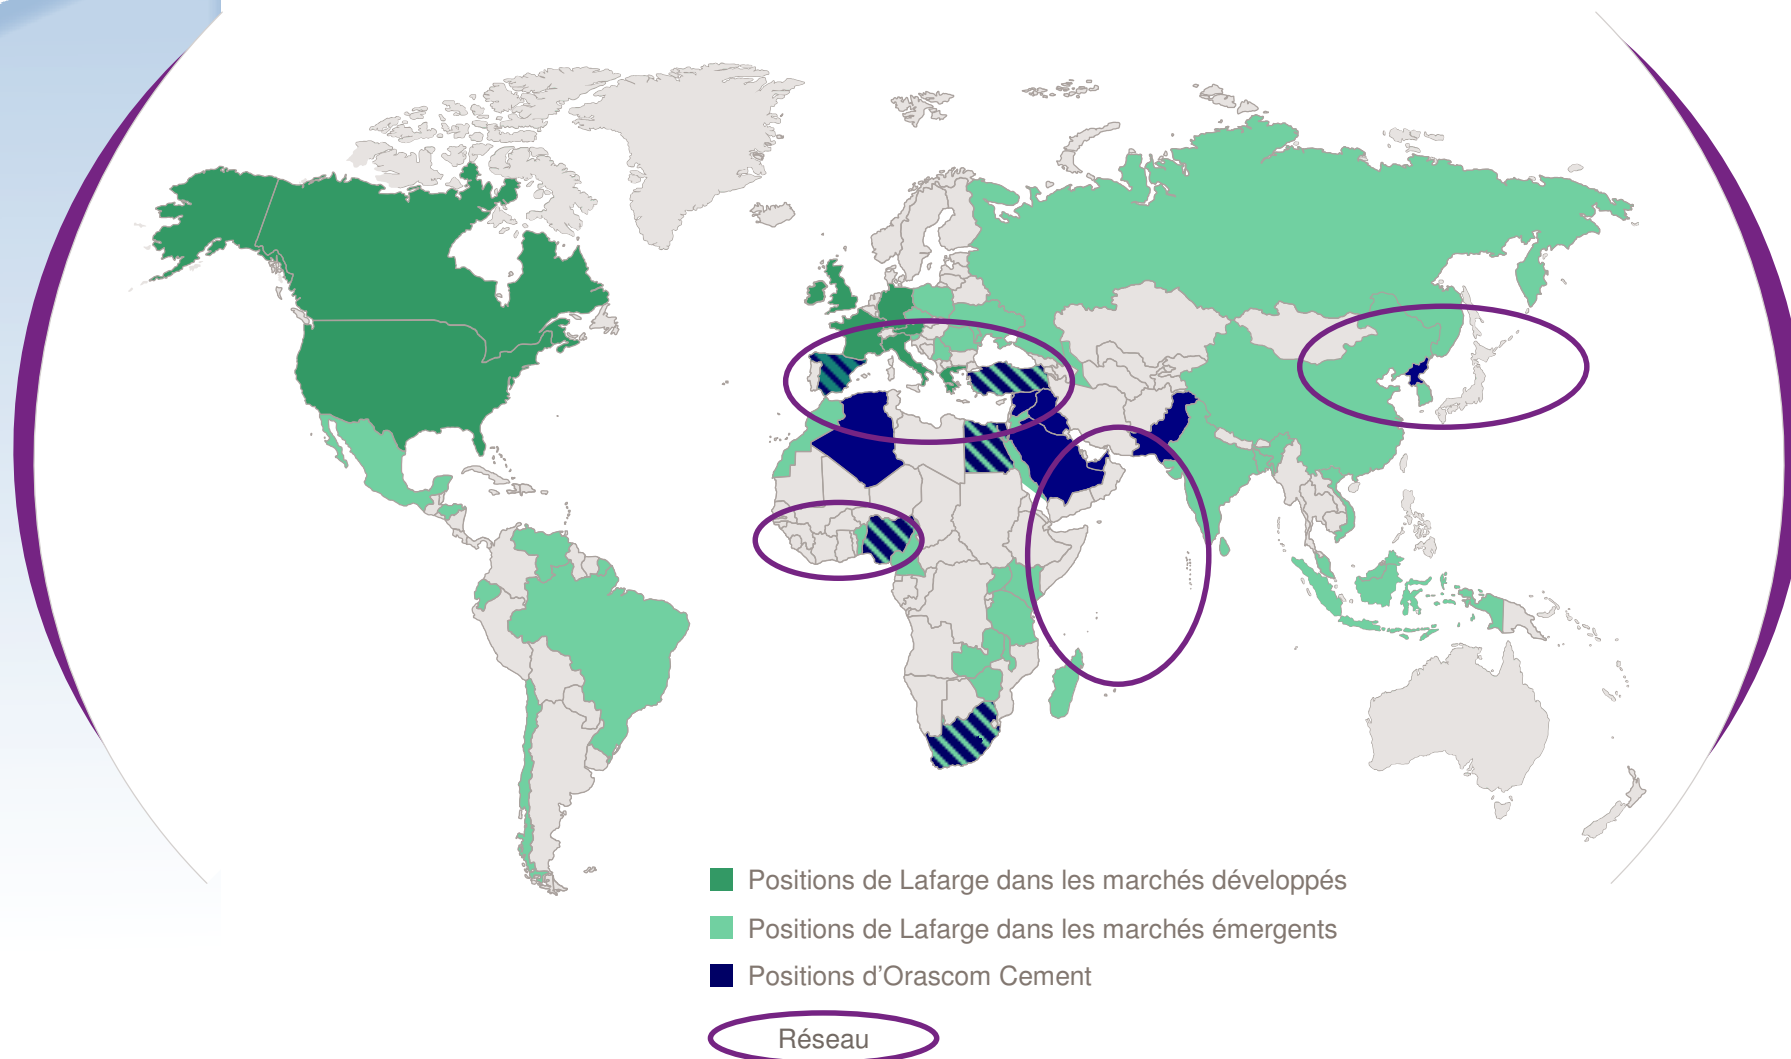 Positions de Lafarge dans les marchés développés
Positions de Lafarge dans les marchés émergents
Positions d'Orascom Cement
Réseau